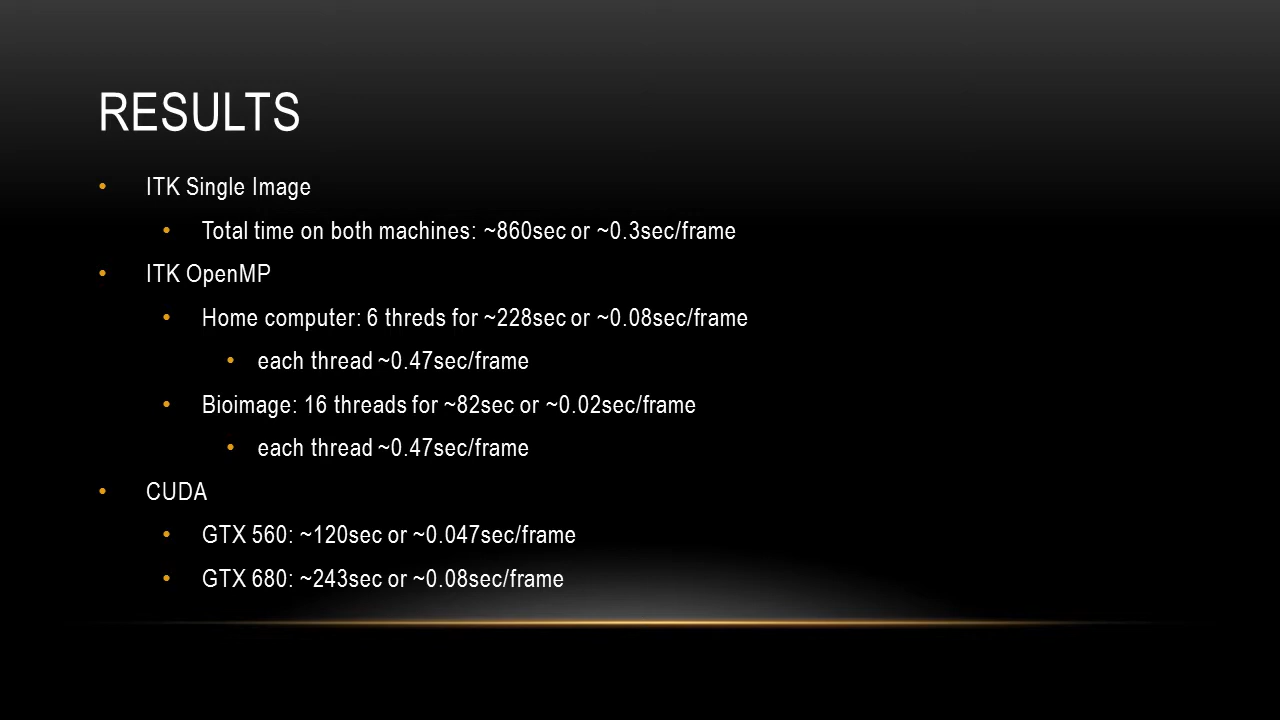 RESULTS
• ITK Single Image
• Total time on both machines: ~860sec or ~0.3sec/frame
• ITK OpenMP
• Home computer: 6 threds for ~228sec or ~0.08sec/frame
• each thread ~0.47sec/frame
• Bioimage: 16 threads for ~82sec or ~0.02sec/frame
• each thread ~0.47sec/frame
• CUDA
• GTX 560: ~120sec or ~0.047sec/frame
• GTX 680: ~243sec or ~0.08sec/frame